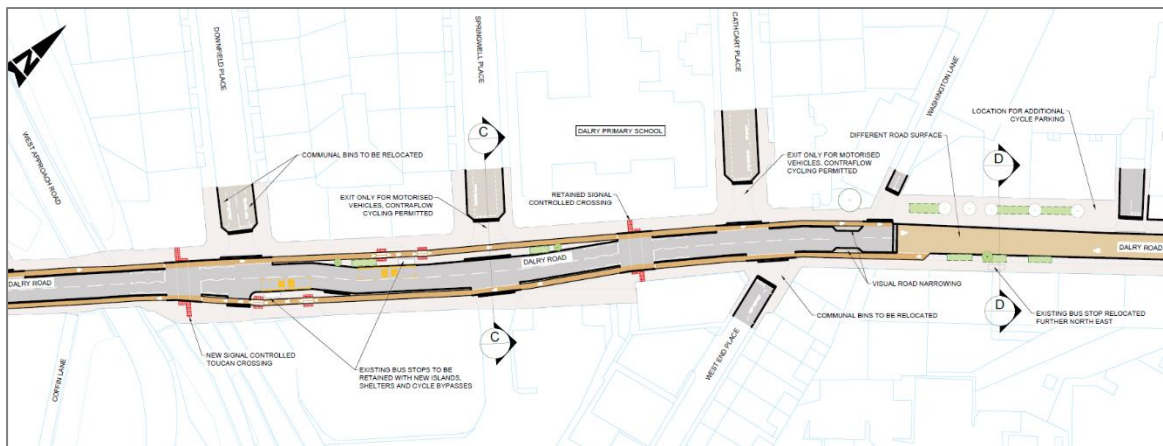 N
DOWNFIELD PLACE
SPRINGWELL PLACE
CATHCART PLACE
WASHINGTON LANE
WEST APPROACH ROAD
COMMUNAL BINS TO BE RELOCATED
C
DALRY PRIMARY SCHOOL
LOCATION FOR ADDITIONAL
CYCLE PARKING
DIFFERENT ROAD SURFACE
D
EXIT ONLY FOR MOTORISED
VEHICLES, CONTRAFLOW
CYCLING PERMITTED
RETAINED SIGNAL
CONTROLLED CROSSING
EXIT ONLY FOR MOTORISED
VEHICLES, CONTRAFLOW
CYCLING PERMITTED
DALRY ROAD
DALRY ROAD
DALRY ROAD
VISUAL ROAD NARROWING
COMMUNAL BINS TO BE RELOCATED
D
EXISTING BUS STOP RELOCATED
FURTHER NORTH EAST
C
NEW SIGNAL CONTROLLED
TOUCAN CROSSING
EXISTING BUS STOPS TO BE
RETAINED WITH NEW ISLANDS,
SHELTERS AND CYCLE BYPASSES
WEST END PLACE
COFFIN LANE